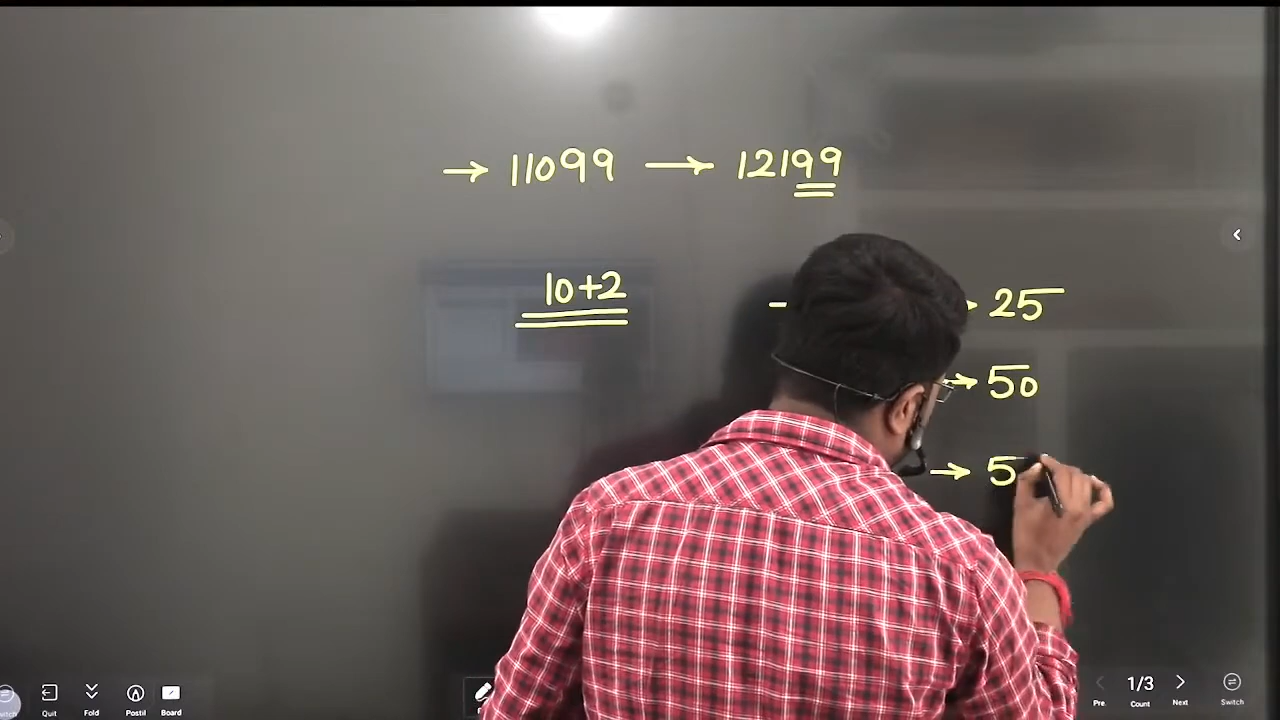 → 11099 → 12199
10+2
→ 25
→ 50
→ 5
Quit Fold Postil Board
1/3
Pre. Count Next Switch